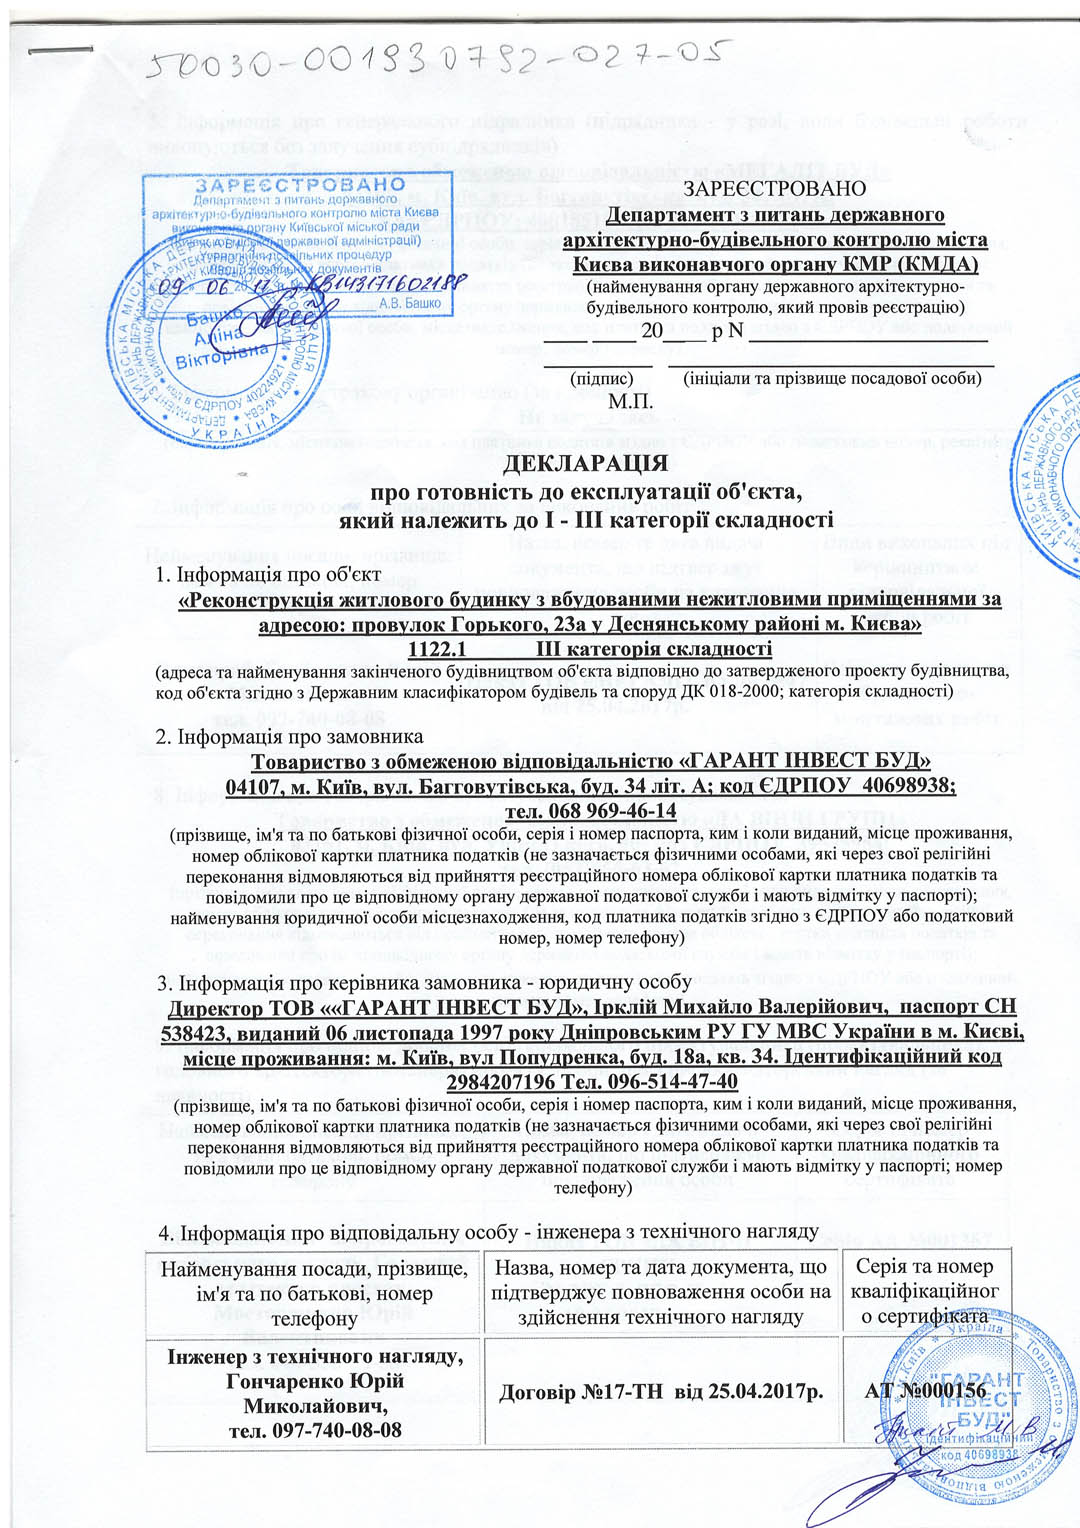 50030-001930792-027-05
ЗАРЕЄСТРОВАНО
Департамент з питань державного
архітектурно-будівельного контролю міста Києва
виконавчого органу Київської міської ради
(Київської міської державної адміністрації)
дозвільних документів
09 06 17 КВ143171602188
А.В. Башко
Башко
Аліна
Вікторівна
код в ЄДРПОУ 40224921
УКРАЇНА
ЗАРЕЄСТРОВАНО
Департамент з питань державного
архітектурно-будівельного контролю міста
Києва виконавчого органу КМР (КМДА)
(найменування органу державного архітектурно-
будівельного контролю, який провів реєстрацію)
____ ____ 20____ р N ______________________
(підпис) (ініціали та прізвище посадової особи)
М.П.
ДЕКЛАРАЦІЯ
про готовність до експлуатації об'єкта,
який належить до I - III категорії складності
1. Інформація про об'єкт
«Реконструкція житлового будинку з вбудованими нежитловими приміщеннями за
адресою: провулок Горького, 23а у Деснянському районі м. Києва»
1122.1 III категорія складності
(адреса та найменування закінченого будівництвом об'єкта відповідно до затвердженого проекту будівництва,
код об'єкта згідно з Державним класифікатором будівель та споруд ДК 018-2000; категорія складності)
2. Інформація про замовника
Товариство з обмеженою відповідальністю «ГАРАНТ ІНВЕСТ БУД»
04107, м. Київ, вул. Багговутівська, буд. 34 літ. А; код ЄДРПОУ 40698938;
тел. 068 969-46-14
(прізвище, ім'я та по батькові фізичної особи, серія і номер паспорта, ким і коли виданий, місце проживання,
номер облікової картки платника податків (не зазначається фізичними особами, які через свої релігійні
переконання відмовляються від прийняття реєстраційного номера облікової картки платника податків та
повідомили про це відповідному органу державної податкової служби і мають відмітку у паспорті);
найменування юридичної особи місцезнаходження, код платника податків згідно з ЄДРПОУ або податковий
номер, номер телефону)
3. Інформація про керівника замовника - юридичну особу
Директор ТОВ ««ГАРАНТ ІНВЕСТ БУД», Ірклій Михайло Валерійович, паспорт СН
538423, виданий 06 листопада 1997 року Дніпровським РУ ГУ МВС України в м. Києві,
місце проживання: м. Київ, вул Попудренка, буд. 18а, кв. 34. Ідентифікаційний код
2984207196 Тел. 096-514-47-40
(прізвище, ім'я та по батькові фізичної особи, серія і номер паспорта, ким і коли виданий, місце проживання,
номер облікової картки платника податків (не зазначається фізичними особами, які через свої релігійні
переконання відмовляються від прийняття реєстраційного номера облікової картки платника податків та
повідомили про це відповідному органу державної податкової служби і мають відмітку у паспорті; номер
телефону)
4. Інформація про відповідальну особу - інженера з технічного нагляду
Найменування посади, прізвище,
ім'я та по батькові, номер
телефону
Назва, номер та дата документа, що
підтверджує повноваження особи на
здійснення технічного нагляду
Серія та номер
кваліфікаційног
о сертифіката
Інженер з технічного нагляду,
Гончаренко Юрій
Миколайович,
тел. 097-740-08-08
Договір №17-ТН від 25.04.2017р.
АТ №000156
"ГАРАНТ
ІНВЕСТ
БУД"
ідентифікаційний
код 40698938